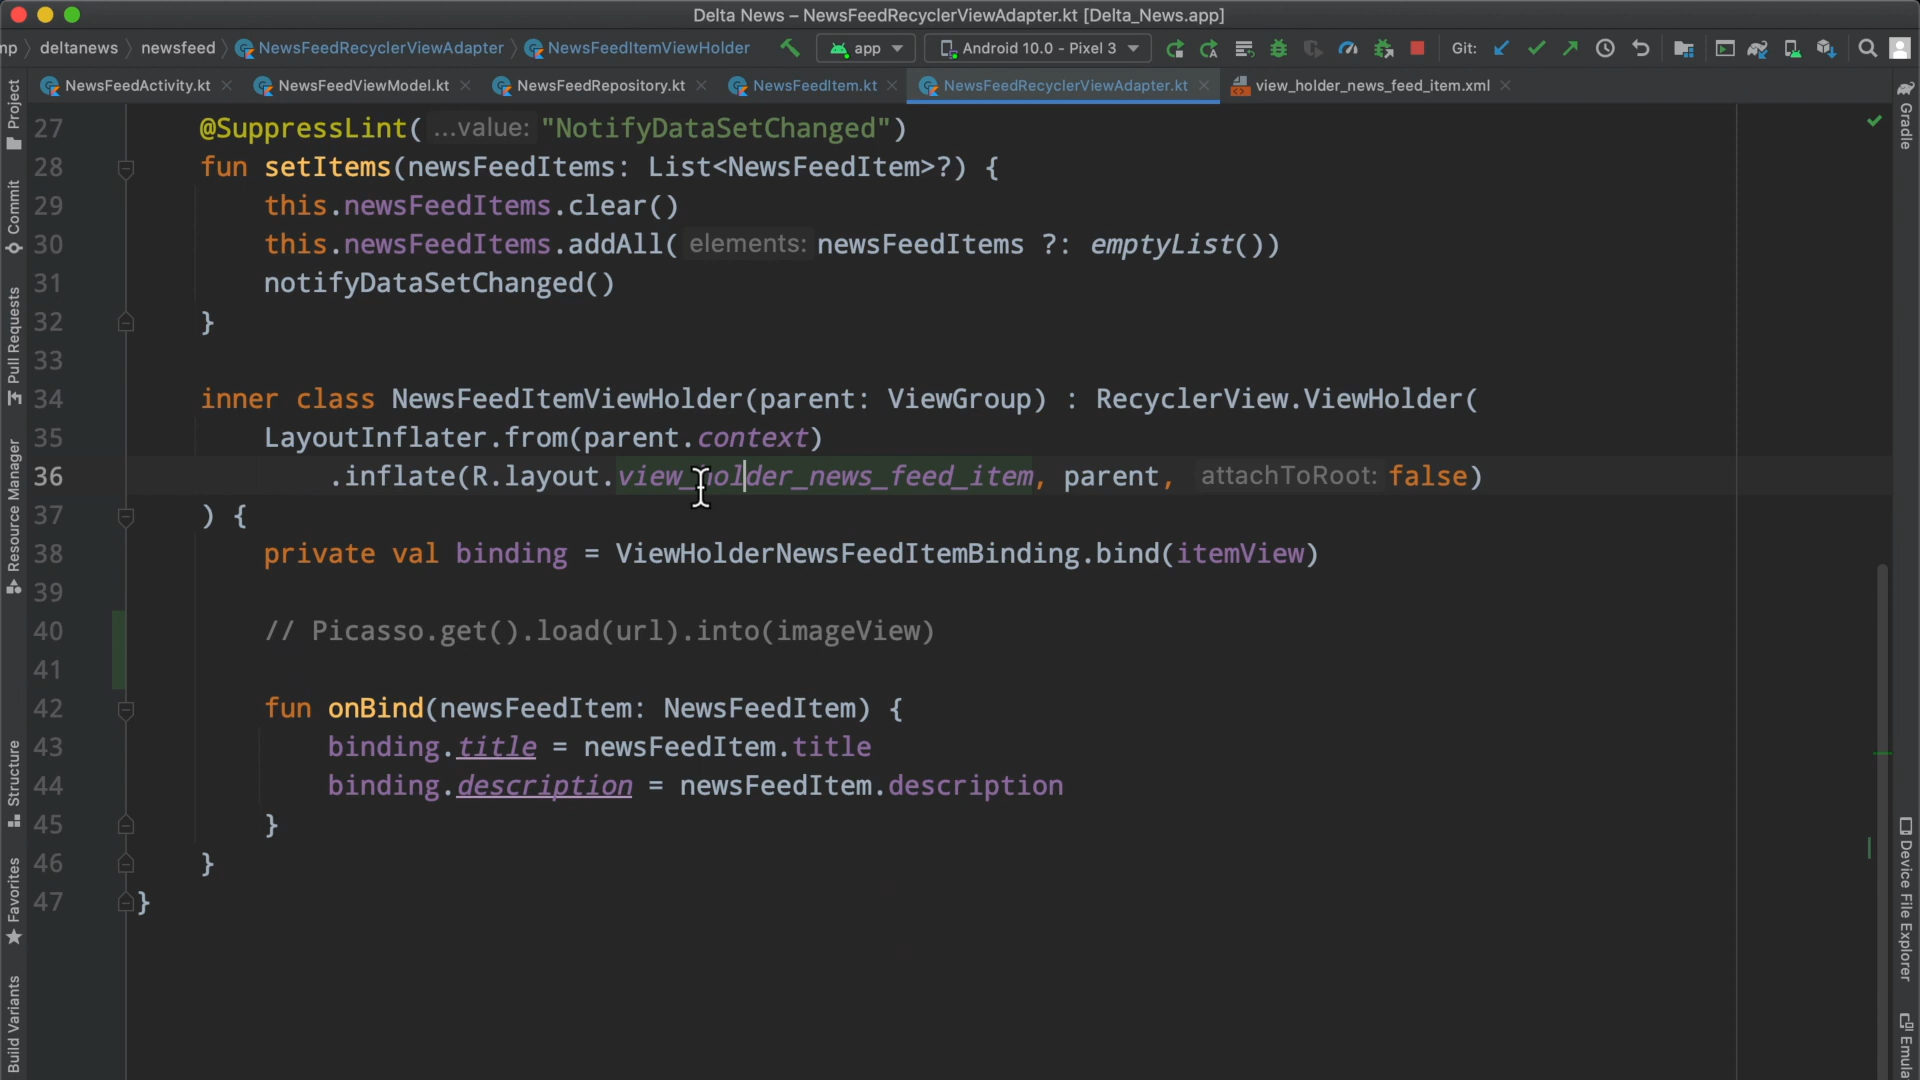 Delta News – NewsFeedRecyclerViewAdapter.kt [Delta_News.app]
mp deltanews newsfeed NewsFeedRecyclerViewAdapter NewsFeedItemViewHolder app Android 10.0 - Pixel 3 Git:
NewsFeedActivity.kt NewsFeedViewModel.kt NewsFeedRepository.kt NewsFeedItem.kt NewsFeedRecyclerViewAdapter.kt view_holder_news_feed_item.xml
Project
Commit
Pull Requests
Resource Manager
Structure
Favorites
Build Variants
27 @SuppressLint( ...value: "NotifyDataSetChanged")
28 fun setItems(newsFeedItems: List<NewsFeedItem>?) {
29 this.newsFeedItems.clear()
30 this.newsFeedItems.addAll( elements: newsFeedItems ?: emptyList())
31 notifyDataSetChanged()
32 }
33
34 inner class NewsFeedItemViewHolder(parent: ViewGroup) : RecyclerView.ViewHolder(
35 LayoutInflater.from(parent.context)
36 .inflate(R.layout.view_holder_news_feed_item, parent, attachToRoot: false)
37 ) {
38 private val binding = ViewHolderNewsFeedItemBinding.bind(itemView)
39
40 // Picasso.get().load(url).into(imageView)
41
42 fun onBind(newsFeedItem: NewsFeedItem) {
43 binding.title = newsFeedItem.title
44 binding.description = newsFeedItem.description
45 }
46 }
47 }
Gradle
Device File Explorer
Emula